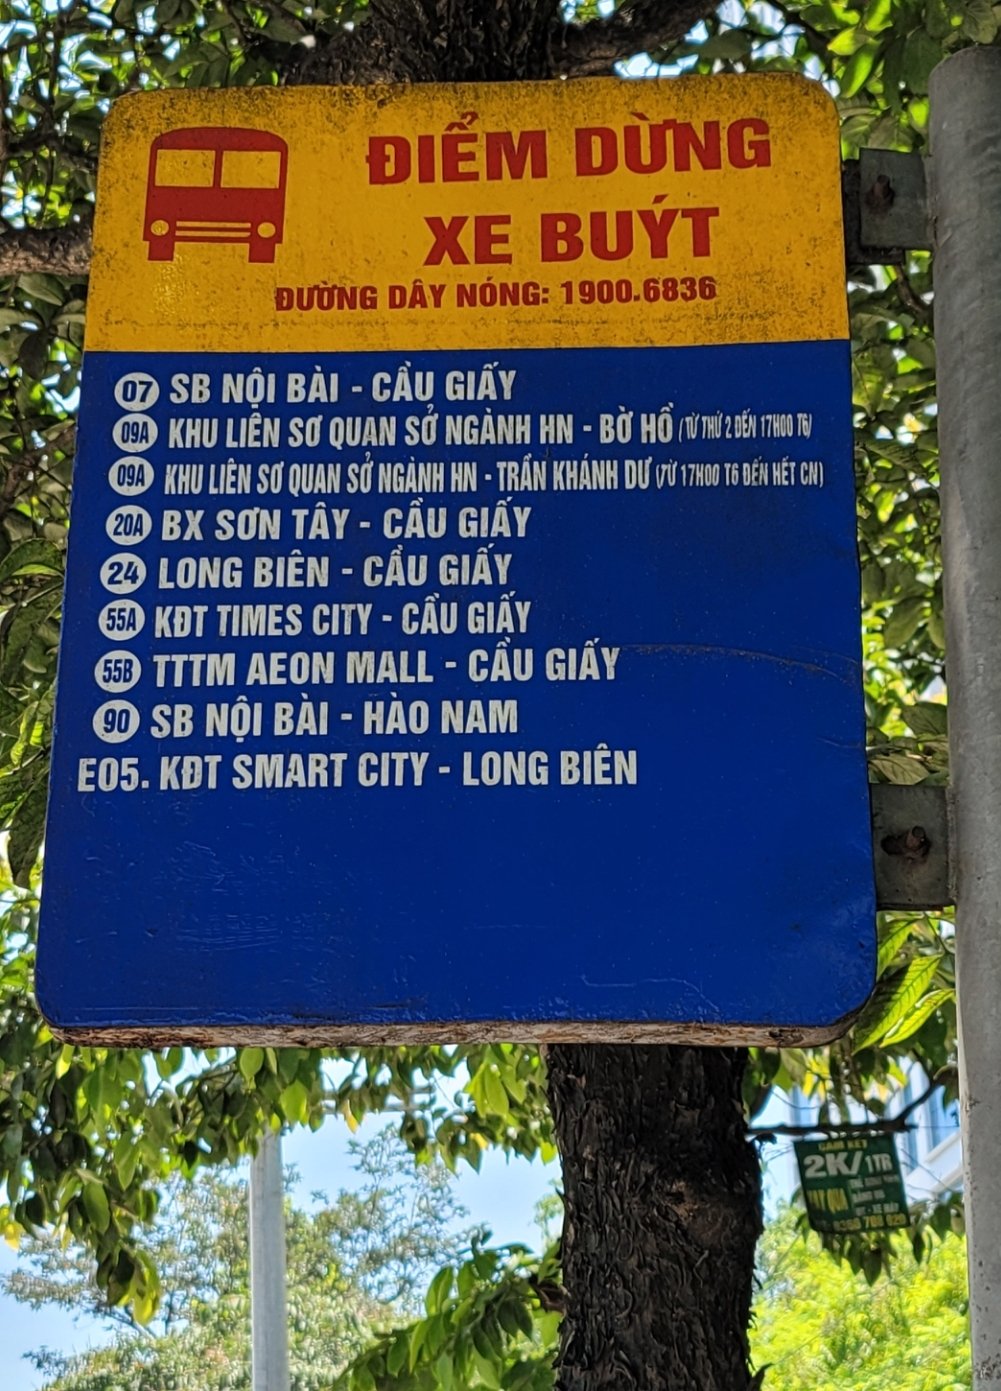 ĐIỂM DỪNG
XE BUÝT
ĐƯỜNG DÂY NÓNG: 1900.6836
07 SB NỘI BÀI - CẦU GIẤY
09A KHU LIÊN SƠ QUAN SỞ NGÀNH HN - BỜ HỒ (TỪ THỨ 2 ĐẾN 17H00 T6)
09A KHU LIÊN SƠ QUAN SỞ NGÀNH HN - TRẦN KHÁNH DƯ (TỪ 17H00 T6 ĐẾN HẾT CN)
20A BX SƠN TÂY - CẦU GIẤY
24 LONG BIÊN - CẦU GIẤY
55A KĐT TIMES CITY - CẦU GIẤY
55B TTTM AEON MALL - CẦU GIẤY
90 SB NỘI BÀI - HÀO NAM
E05. KĐT SMART CITY - LONG BIÊN
2K/1TR